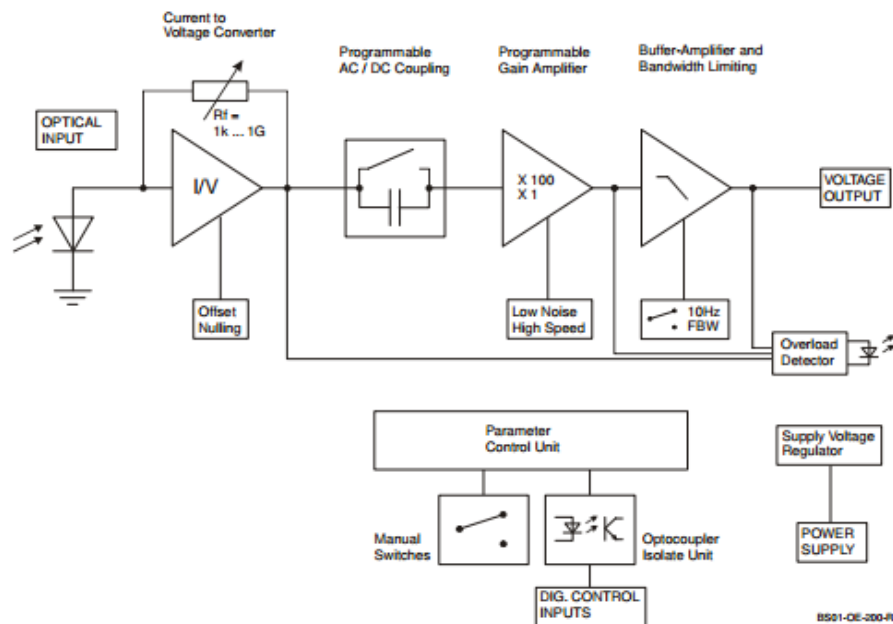 Current to
Voltage Converter
Programmable
AC / DC Coupling
Programmable
Gain Amplifier
Buffer-Amplifier and
Bandwidth Limiting
OPTICAL
INPUT
Rf =
1k ... 1G
I/V
X 100
X 1
VOLTAGE
OUTPUT
Offset
Nulling
Low Noise
High Speed
10Hz
FBW
Overload
Detector
Parameter
Control Unit
Supply Voltage
Regulator
Manual
Switches
Optocoupler
Isolate Unit
POWER
SUPPLY
DIG. CONTROL
INPUTS